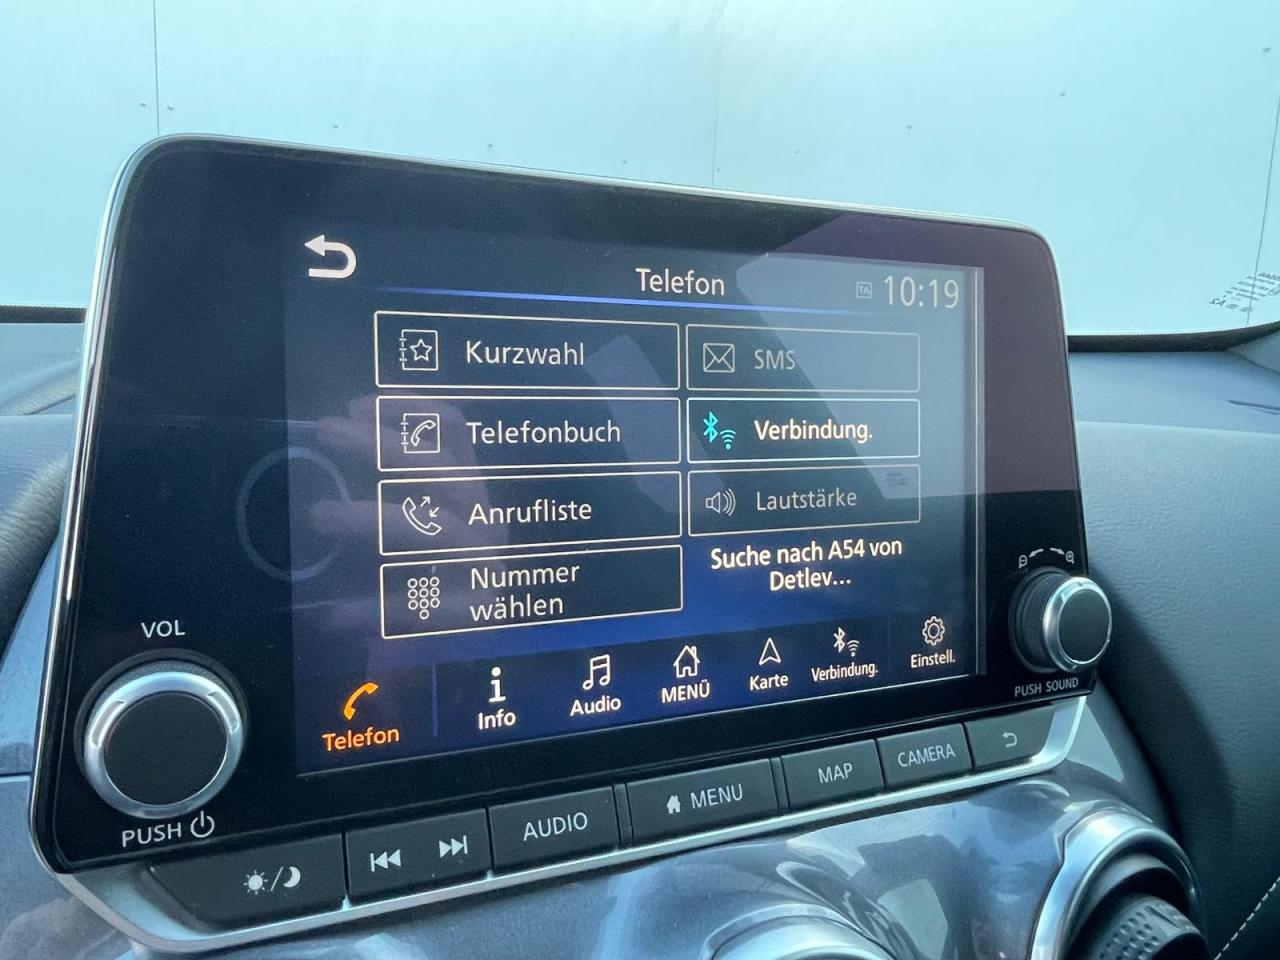 Telefon
TA
10:19
Kurzwahl
SMS
Telefonbuch
Verbindung.
Anrufliste
Lautstärke
Nummer
wählen
Suche nach A54 von
Detlev...
Telefon
Info
Audio
MENÜ
Karte
Verbindung.
Einstell.
VOL
PUSH
PUSH SOUND
AUDIO
MENU
MAP
CAMERA